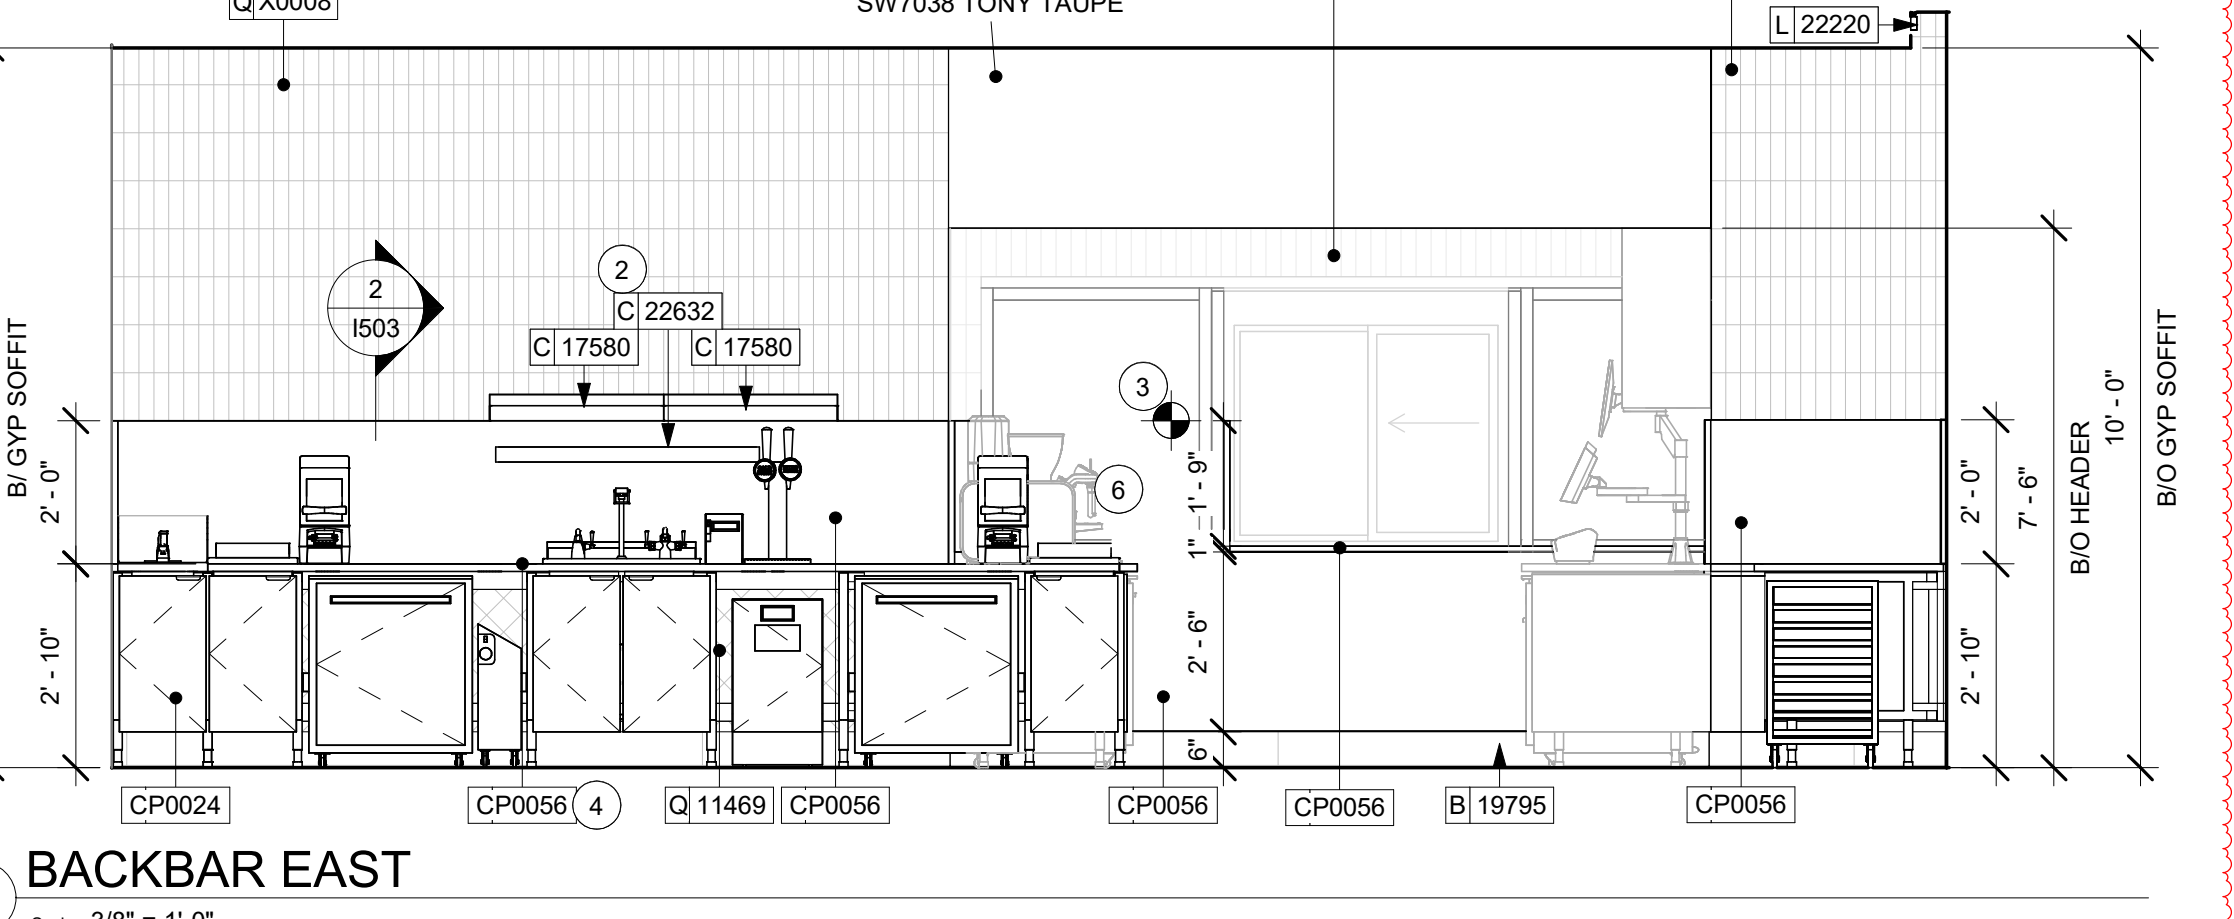 Q X0008
SW7038 TONY TAUPE
L 22220
2
I503
2
C 22632
C 17580
C 17580
3
6
B/ GYP SOFFIT
2' - 0"
2' - 10"
1' - 9"
1"
2' - 6"
6"
2' - 0"
2' - 10"
7' - 6"
B/O HEADER
10' - 0"
B/O GYP SOFFIT
CP0024
CP0056 4
Q 11469
CP0056
CP0056
CP0056
B 19795
CP0056
BACKBAR EAST
3/8" = 1'-0"